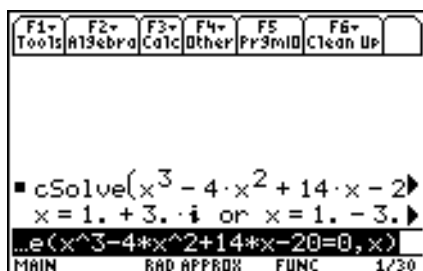 F1▾ F2▾ F3▾ F4▾ F5 F6▾
Tools Algebra Calc Other PrgmIO Clean Up
▪ cSolve(x³ - 4·x² + 14·x - 2▶
x = 1. + 3.·i or x = 1. - 3.▶
…e(x^3-4*x^2+14*x-20=0,x)
MAIN RAD APPROX FUNC 1/30